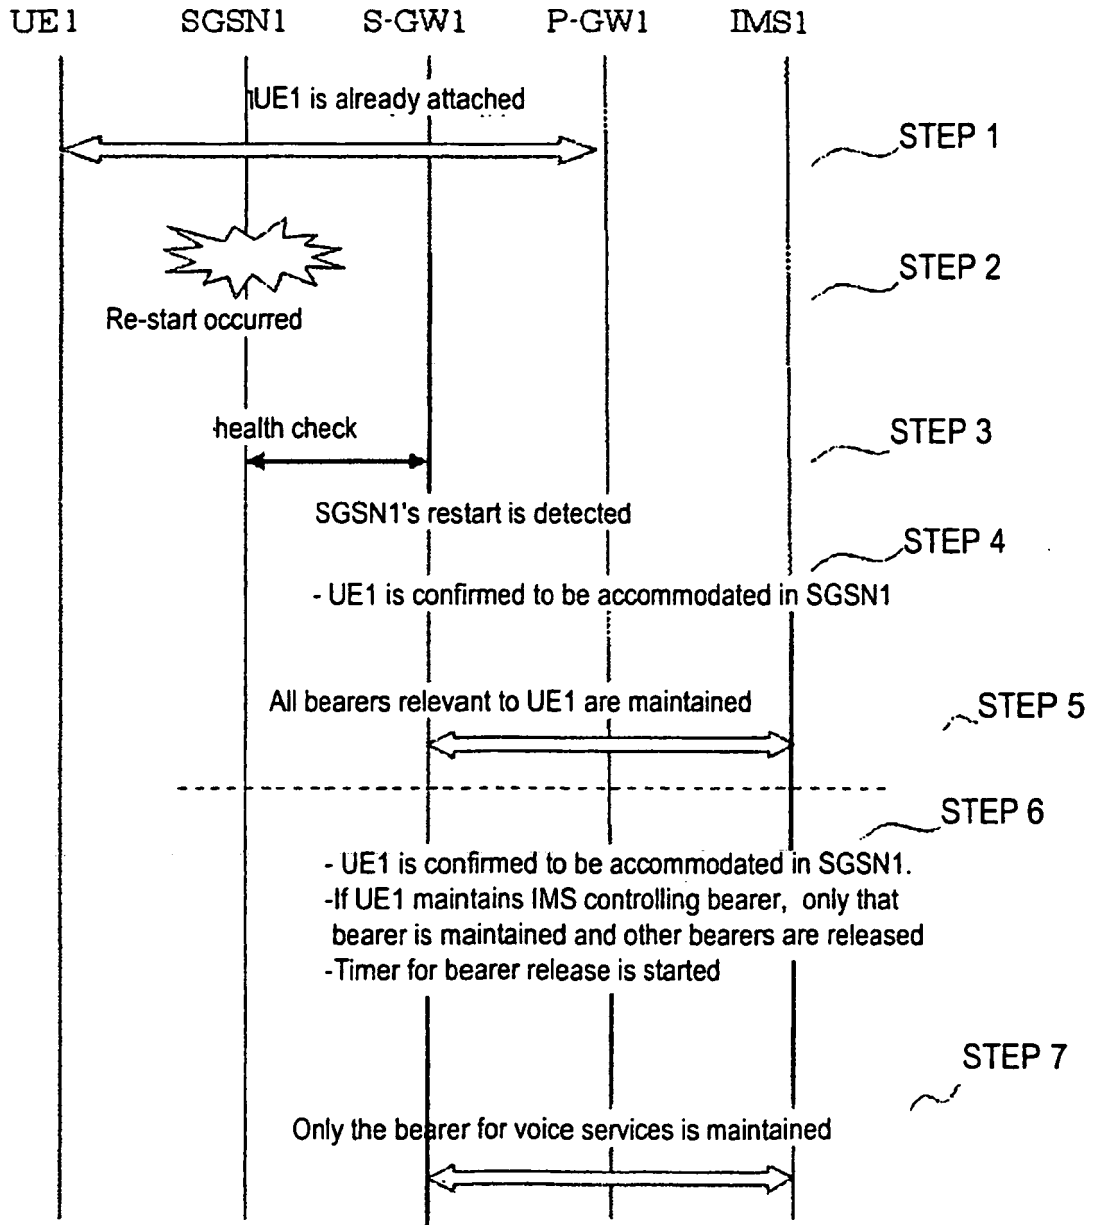 UE1 SGSN1 S-GW1 P-GW1 IMS1
UE1 is already attached
STEP 1
STEP 2
Re-start occurred
health check
STEP 3
SGSN1's restart is detected
STEP 4
- UE1 is confirmed to be accommodated in SGSN1
All bearers relevant to UE1 are maintained
STEP 5
STEP 6
- UE1 is confirmed to be accommodated in SGSN1.
-If UE1 maintains IMS controlling bearer, only that
bearer is maintained and other bearers are released
-Timer for bearer release is started
STEP 7
Only the bearer for voice services is maintained